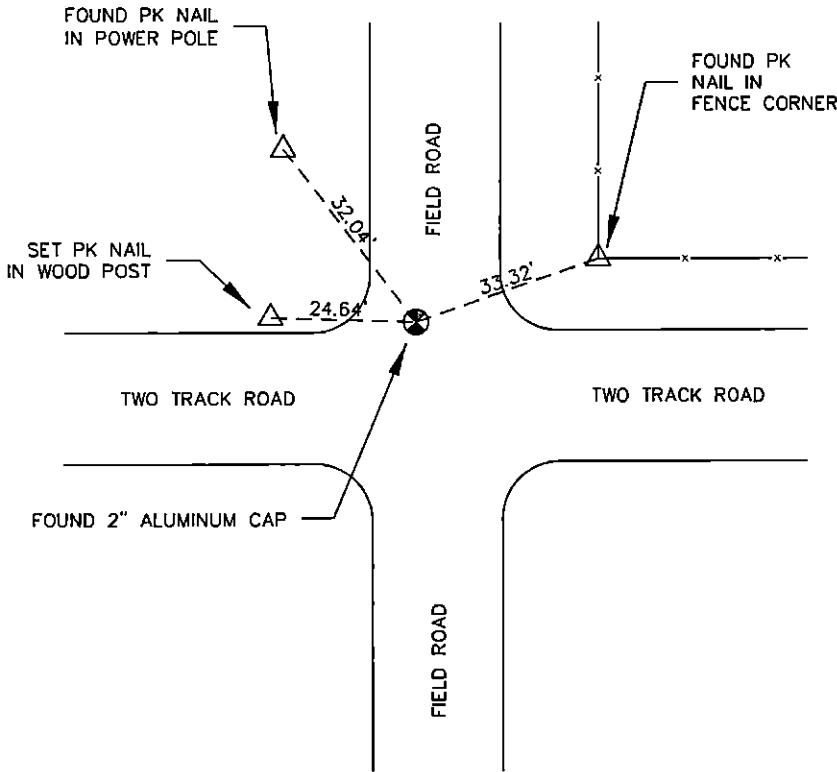 FOUND PK NAIL
IN POWER POLE
FOUND PK
NAIL IN
FENCE CORNER
FIELD ROAD
32.04'
SET PK NAIL
IN WOOD POST
24.64'
33.32'
TWO TRACK ROAD
TWO TRACK ROAD
FOUND 2" ALUMINUM CAP
FIELD ROAD